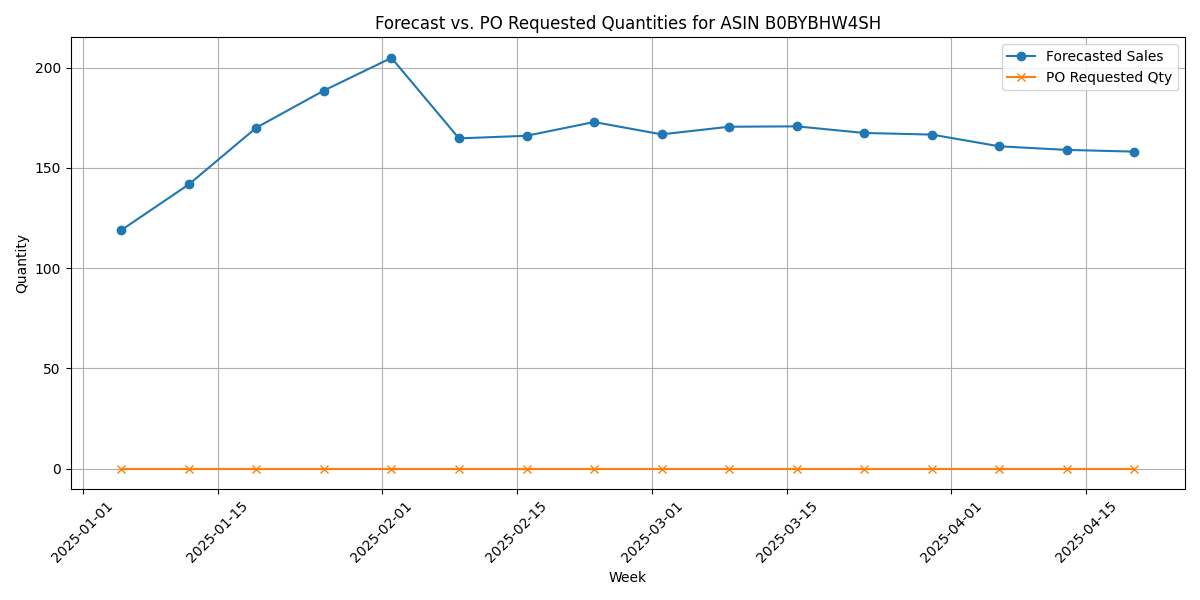 Forecast vs. PO Requested Quantities for ASIN B0BYBHW4SH
Forecasted Sales
PO Requested Qty
Quantity
200
150
100
50
0
2025-01-01
2025-01-15
2025-02-01
2025-02-15
2025-03-01
2025-03-15
2025-04-01
2025-04-15
Week